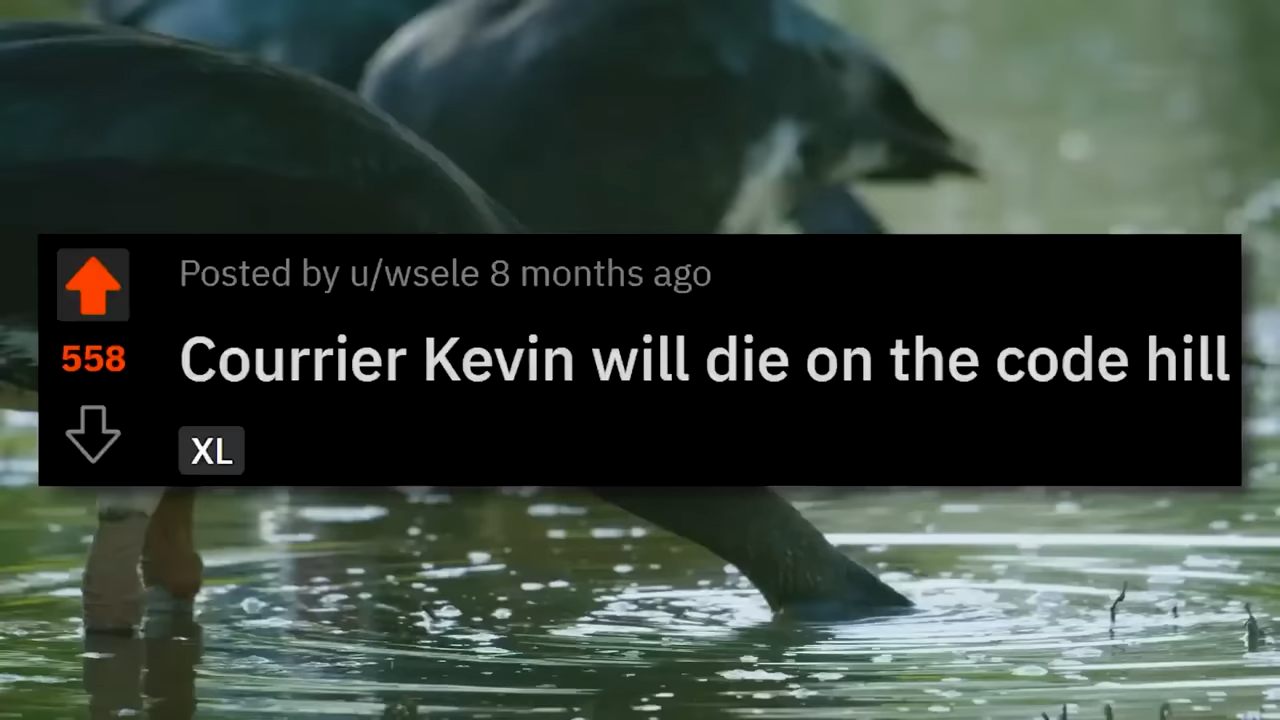 Posted by u/wsele 8 months ago
558
Courrier Kevin will die on the code hill
XL